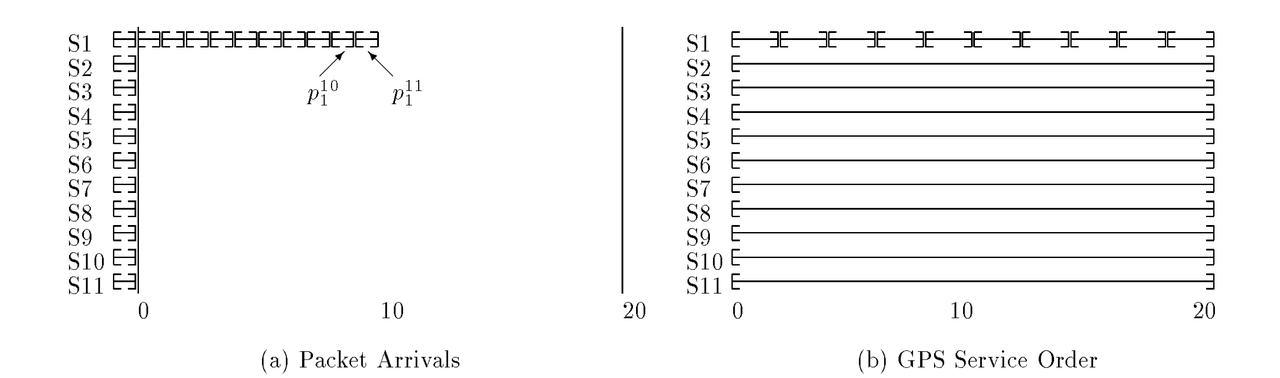 S1 S1
S2 S2
S3 p_1^{10} p_1^{11} S3
S4 S4
S5 S5
S6 S6
S7 S7
S8 S8
S9 S9
S10 S10
S11 S11
0 10 20 0 10 20
(a) Packet Arrivals (b) GPS Service Order